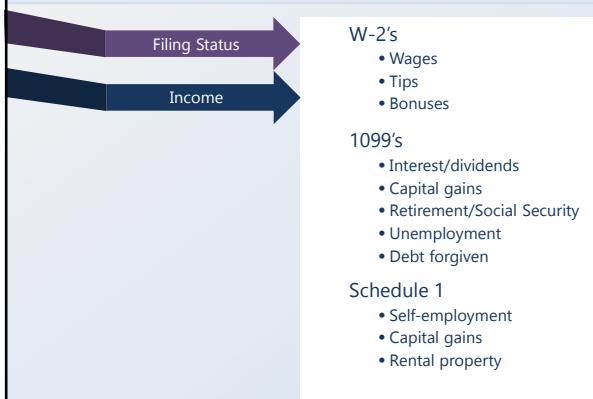 Filing Status
Income
W-2’s
• Wages
• Tips
• Bonuses
1099’s
• Interest/dividends
• Capital gains
• Retirement/Social Security
• Unemployment
• Debt forgiven
Schedule 1
• Self-employment
• Capital gains
• Rental property